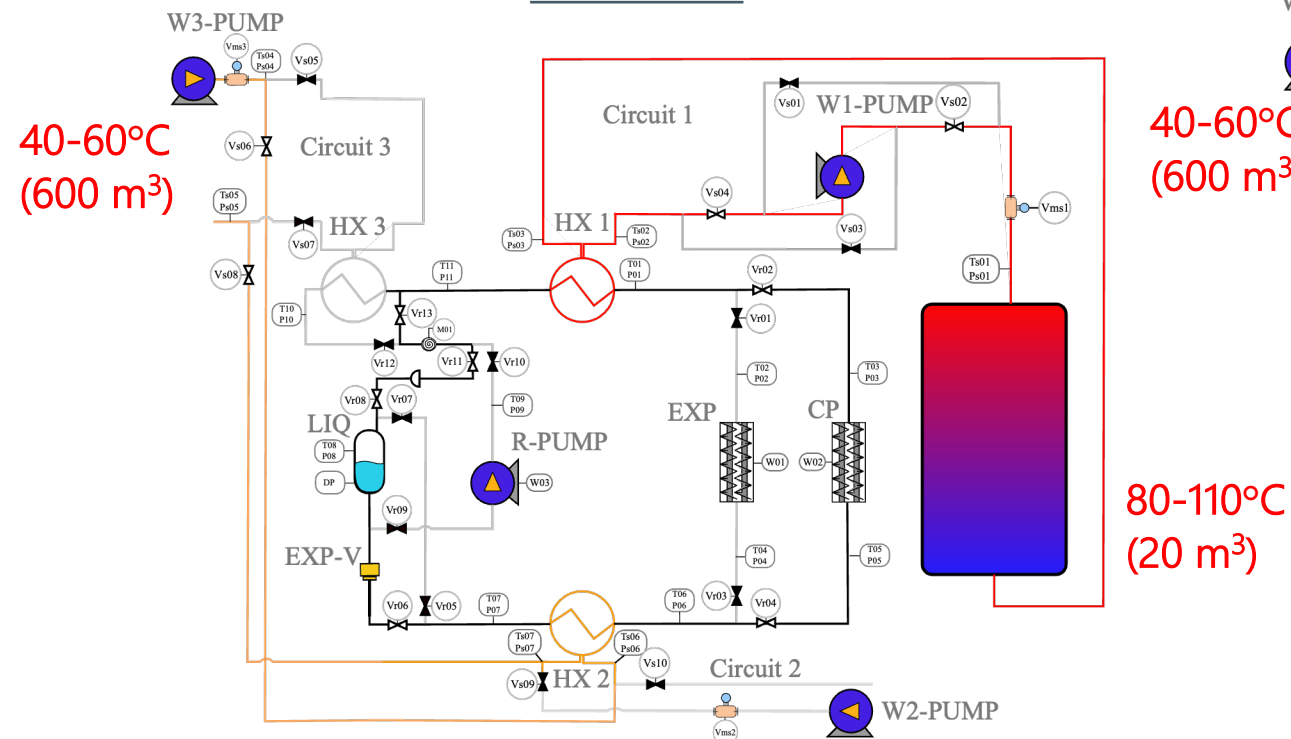 W3-PUMP
Vms3
Ts04
Ps04
Vs05
40-60°C
(600 m³)
Vs06
Circuit 3
Ts05
Ps05
Vs07
HX 3
Vs08
Circuit 1
Vs01
W1-PUMP
Vs02
40-60°C
(600 m³
Vs04
HX 1
Ts03
Ps03
Ts02
Ps02
Vs03
Vms1
Ts01
Ps01
T11
P11
T01
P01
Vr02
T10
P10
Vr13
M01
Vr01
Vr12
Vr11
Vr10
T02
P02
T03
P03
Vr08
Vr07
T09
P09
LIQ
EXP
CP
T08
P08
R-PUMP
DP
W03
W01
W02
80-110°C
(20 m³)
Vr09
EXP-V
T04
P04
T05
P05
Vr06
Vr05
T07
P07
T06
P06
Vr03
Vr04
Ts07
Ps07
Ts06
Ps06
Vs10
Circuit 2
Vs09
HX 2
W2-PUMP
Vms2